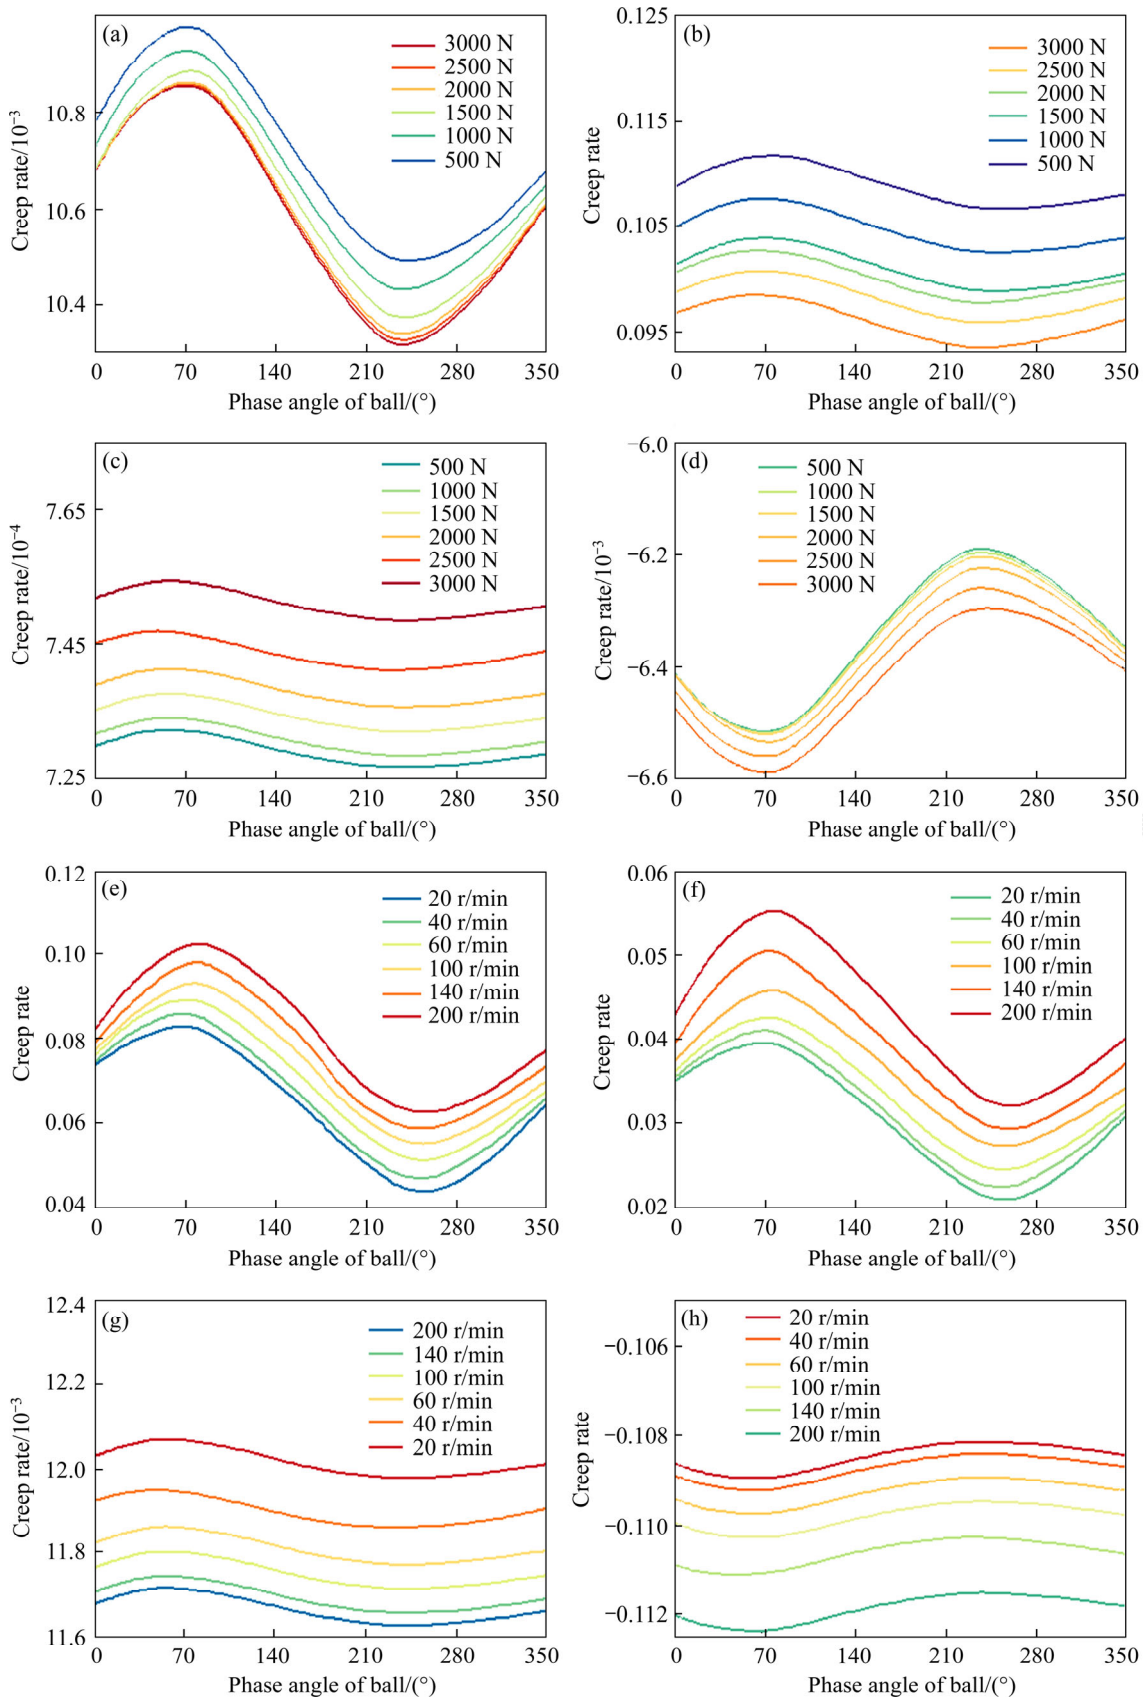 (a)
3000 N
2500 N
2000 N
1500 N
1000 N
500 N
10.8
10.6
10.4
Creep rate/10⁻³
0 70 140 210 280 350
Phase angle of ball/(°)
(b)
3000 N
2500 N
2000 N
1500 N
1000 N
500 N
0.125
0.115
0.105
0.095
Creep rate
0 70 140 210 280 350
Phase angle of ball/(°)
(c)
500 N
1000 N
1500 N
2000 N
2500 N
3000 N
7.65
7.45
7.25
Creep rate/10⁻⁴
0 70 140 210 280 350
Phase angle of ball/(°)
(d)
500 N
1000 N
1500 N
2000 N
2500 N
3000 N
−6.0
−6.2
−6.4
−6.6
Creep rate/10⁻³
0 70 140 210 280 350
Phase angle of ball/(°)
(e)
20 r/min
40 r/min
60 r/min
100 r/min
140 r/min
200 r/min
0.12
0.10
0.08
0.06
0.04
Creep rate
0 70 140 210 280 350
Phase angle of ball/(°)
(f)
20 r/min
40 r/min
60 r/min
100 r/min
140 r/min
200 r/min
0.06
0.05
0.04
0.03
0.02
Creep rate
0 70 140 210 280 350
Phase angle of ball/(°)
(g)
200 r/min
140 r/min
100 r/min
60 r/min
40 r/min
20 r/min
12.4
12.2
12.0
11.8
11.6
Creep rate/10⁻³
70 140 210 280 350
Phase angle of ball/(°)
(h)
20 r/min
40 r/min
60 r/min
100 r/min
140 r/min
200 r/min
−0.106
−0.108
−0.110
−0.112
Creep rate
0 70 140 210 280 350
Phase angle of ball/(°)